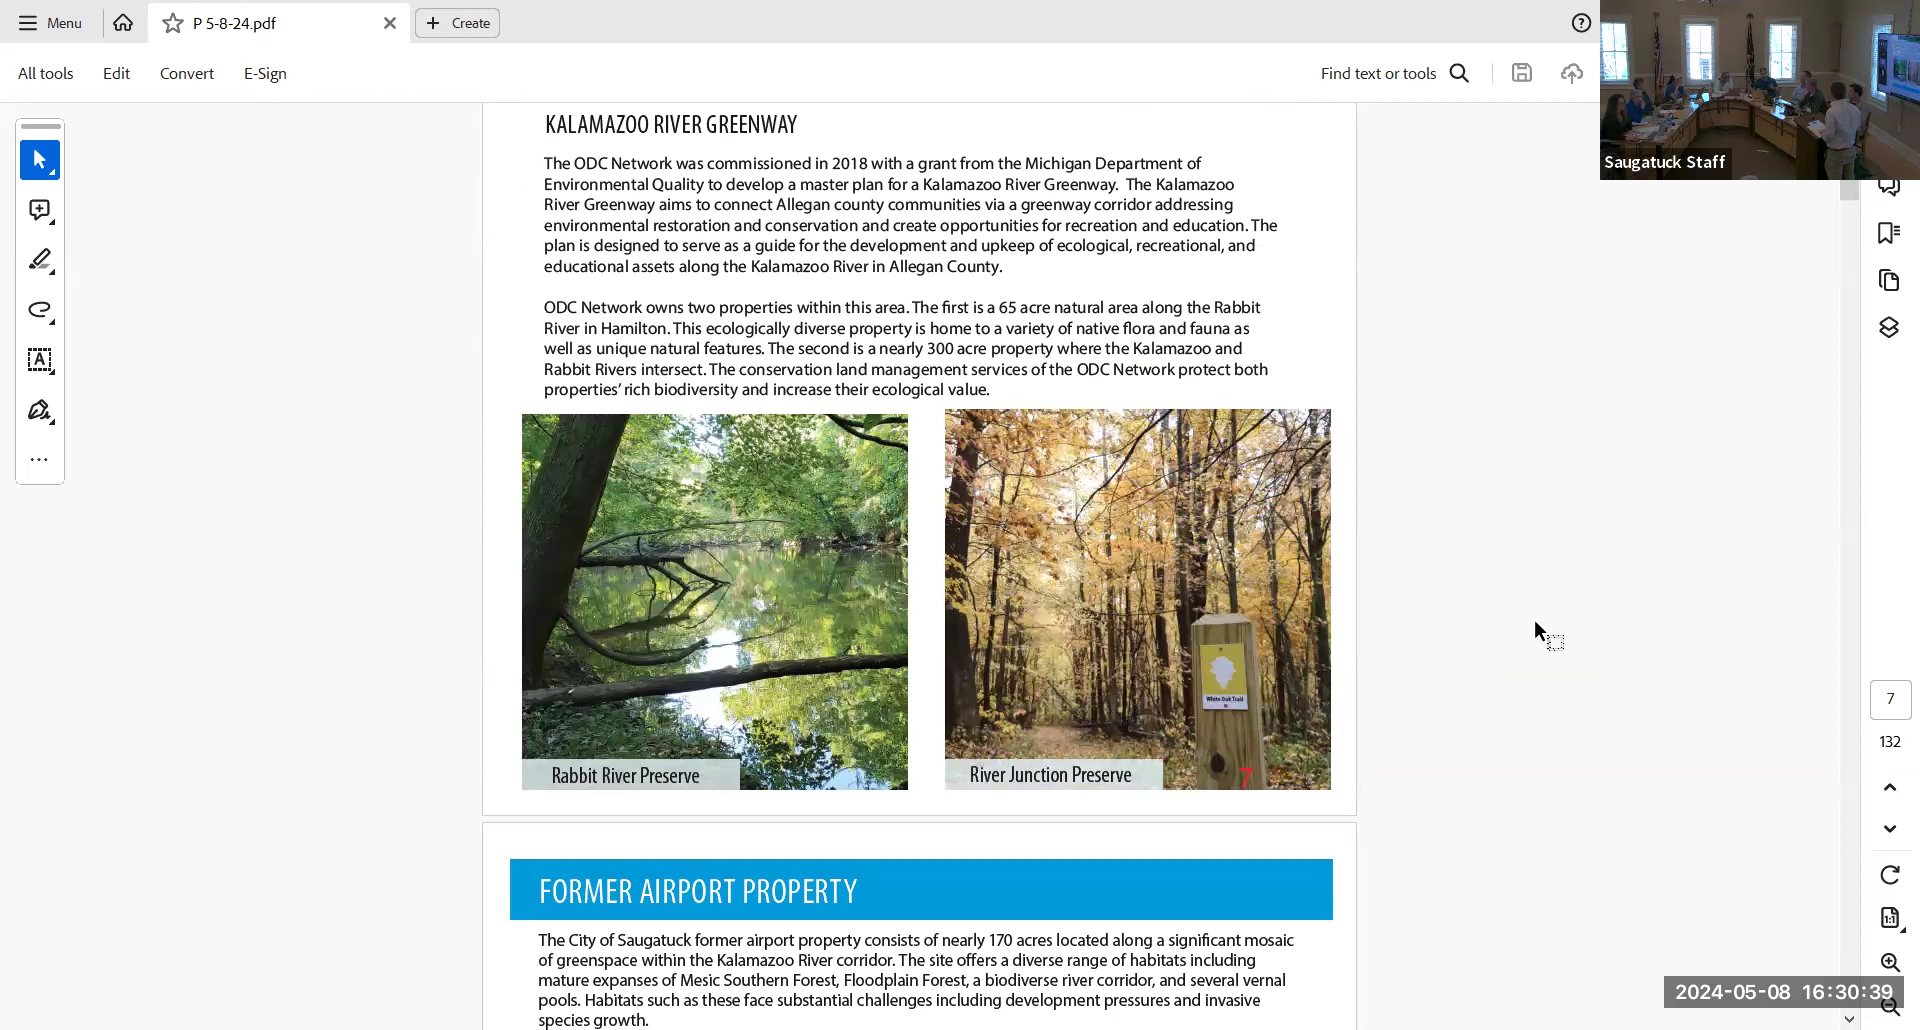 Menu
P 5-8-24.pdf
Create
All tools
Edit
Convert
E-Sign
Find text or tools
Saugatuck Staff
KALAMAZOO RIVER GREENWAY
The ODC Network was commissioned in 2018 with a grant from the Michigan Department of
Environmental Quality to develop a master plan for a Kalamazoo River Greenway. The Kalamazoo
River Greenway aims to connect Allegan county communities via a greenway corridor addressing
environmental restoration and conservation and create opportunities for recreation and education. The
plan is designed to serve as a guide for the development and upkeep of ecological, recreational, and
educational assets along the Kalamazoo River in Allegan County.
ODC Network owns two properties within this area. The first is a 65 acre natural area along the Rabbit
River in Hamilton. This ecologically diverse property is home to a variety of native flora and fauna as
well as unique natural features. The second is a nearly 300 acre property where the Kalamazoo and
Rabbit Rivers intersect. The conservation land management services of the ODC Network protect both
properties' rich biodiversity and increase their ecological value.
White Oak Trail
Rabbit River Preserve
River Junction Preserve
7
FORMER AIRPORT PROPERTY
The City of Saugatuck former airport property consists of nearly 170 acres located along a significant mosaic
of greenspace within the Kalamazoo River corridor. The site offers a diverse range of habitats including
mature expanses of Mesic Southern Forest, Floodplain Forest, a biodiverse river corridor, and several vernal
pools. Habitats such as these face substantial challenges including development pressures and invasive
species growth.
7
132
1:1
2024-05-08 16:30:39